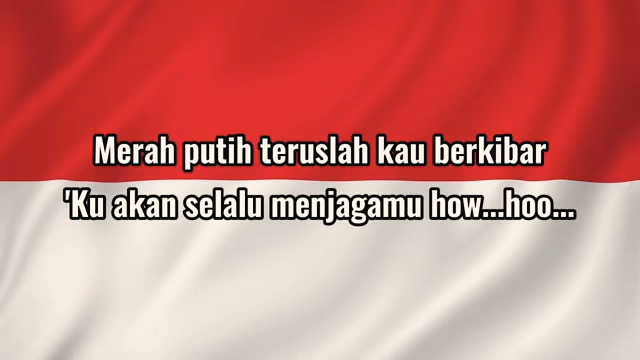 Merah putih teruslah kau berkibar
'Ku akan selalu menjagamu how...hoo...